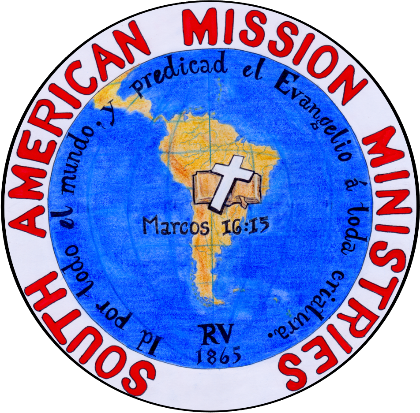 SOUTH AMERICAN MISSION MINISTRIES
Id por todo el mundo, y predicad el Evangelio á toda criatura.
Marcos 16:15
RV
1865